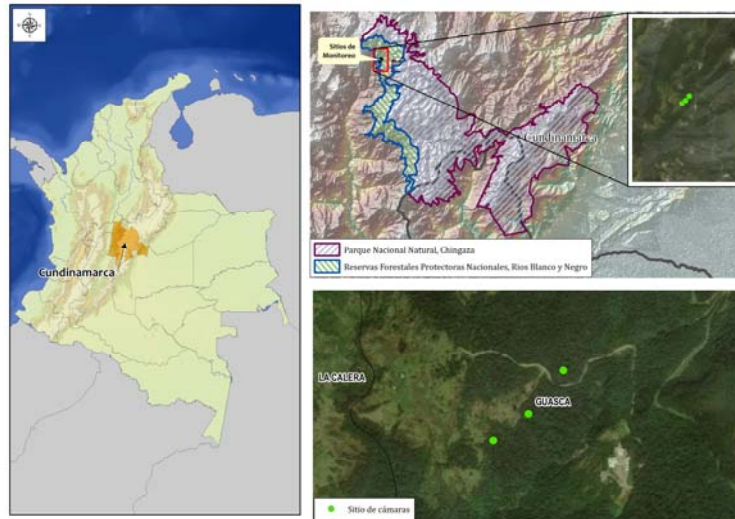 Cundinamarca
Sitios de
Monitoreo
Cundinamarca
Parque Nacional Natural, Chingaza
Reservas Forestales Protectoras Nacionales, Rios Blanco y Negro
LA CALERA
GUASCA
Sitio de cámaras